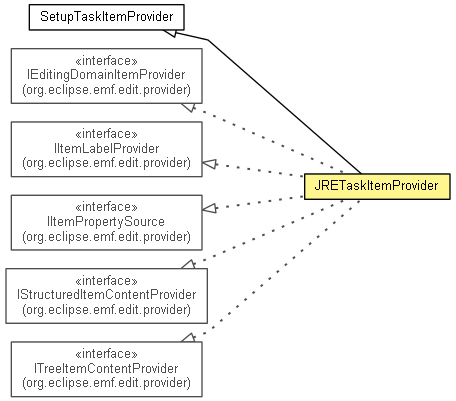 SetupTaskItemProvider
«interface»
IEditingDomainItemProvider
(org.eclipse.emf.edit.provider)
«interface»
IItemLabelProvider
(org.eclipse.emf.edit.provider)
JRETaskItemProvider
«interface»
IItemPropertySource
(org.eclipse.emf.edit.provider)
«interface»
IStructuredItemContentProvider
(org.eclipse.emf.edit.provider)
«interface»
ITreeItemContentProvider
(org.eclipse.emf.edit.provider)